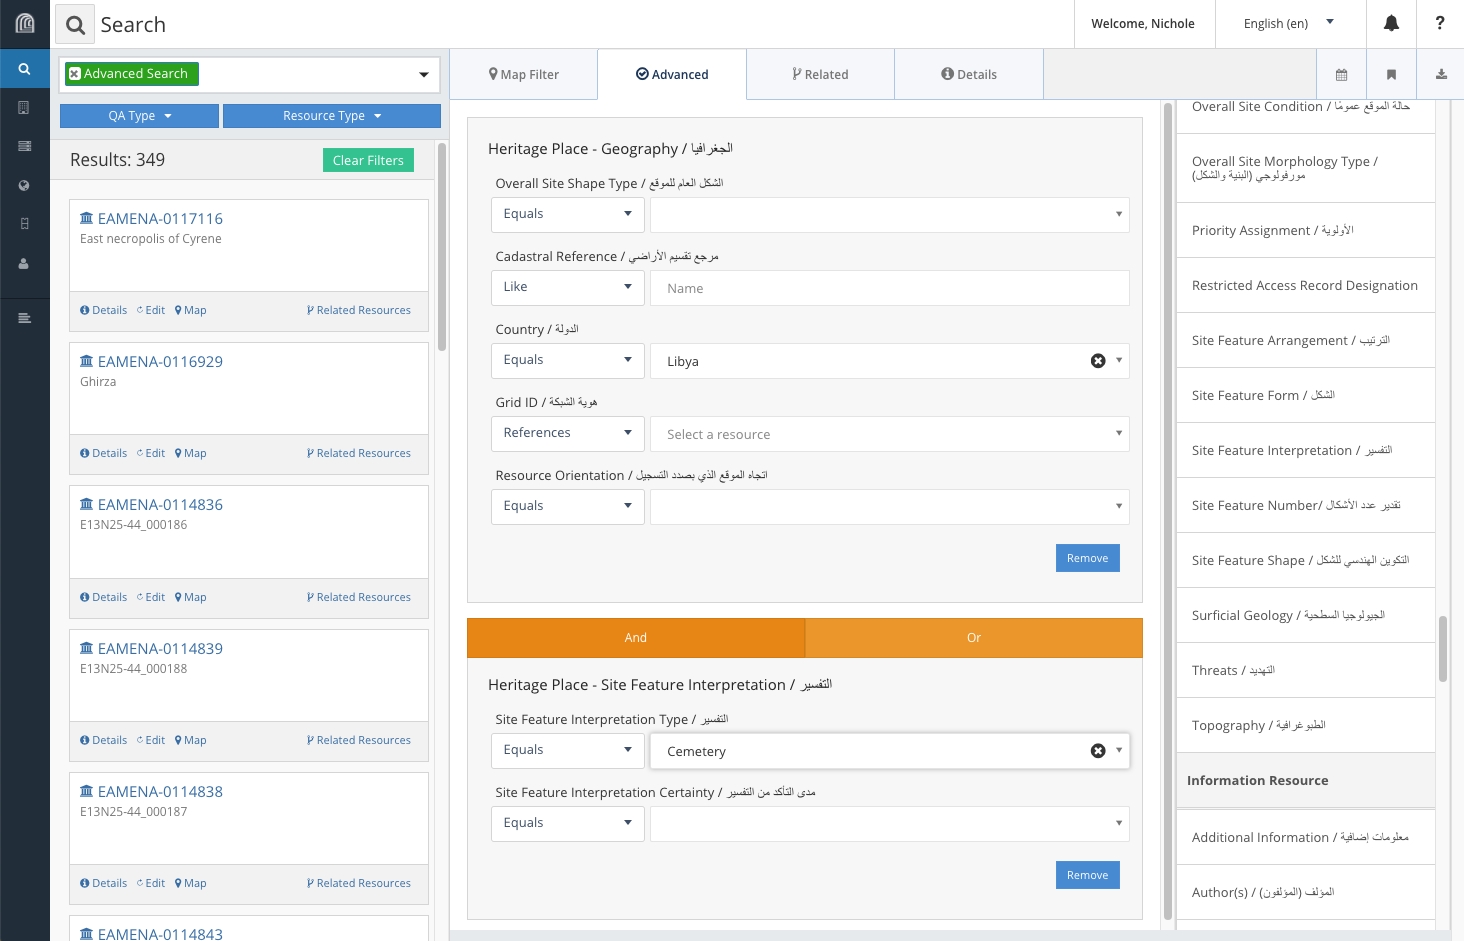 Search
Welcome, Nichole
English (en)
?
Advanced Search
QA Type
Resource Type
Results: 349
Clear Filters
EAMENA-0117116
East necropolis of Cyrene
Details Edit Map Related Resources
EAMENA-0116929
Ghirza
Details Edit Map Related Resources
EAMENA-0114836
E13N25-44_000186
Details Edit Map Related Resources
EAMENA-0114839
E13N25-44_000188
Details Edit Map Related Resources
EAMENA-0114838
E13N25-44_000187
Details Edit Map Related Resources
EAMENA-0114843
Map Filter
Advanced
Related
Details
Heritage Place - Geography / الجغرافيا
Overall Site Shape Type / الشكل العام للموقع
Equals
Cadastral Reference / مرجع تقسيم الأراضي
Like
Name
Country / الدولة
Equals
Libya
Grid ID / هوية الشبكة
References
Select a resource
Resource Orientation / اتجاه الموقع الذي بصدد التسجيل
Equals
Remove
And
Or
Heritage Place - Site Feature Interpretation / التفسير
Site Feature Interpretation Type / التفسير
Equals
Cemetery
Site Feature Interpretation Certainty / مدى التأكد من التفسير
Equals
Remove
Overall Site Condition / حالة الموقع عمومًا
Overall Site Morphology Type /
مورفولوجي (البنية والشكل)
Priority Assignment / الأولوية
Restricted Access Record Designation
Site Feature Arrangement / الترتيب
Site Feature Form / الشكل
Site Feature Interpretation / التفسير
Site Feature Number/ تقدير عدد الأشكال
Site Feature Shape / التكوين الهندسي للشكل
Surficial Geology / الجيولوجيا السطحية
Threats / التهديد
Topography / الطبوغرافية
Information Resource
Additional Information / معلومات إضافية
Author(s) / المؤلف (المؤلفون)